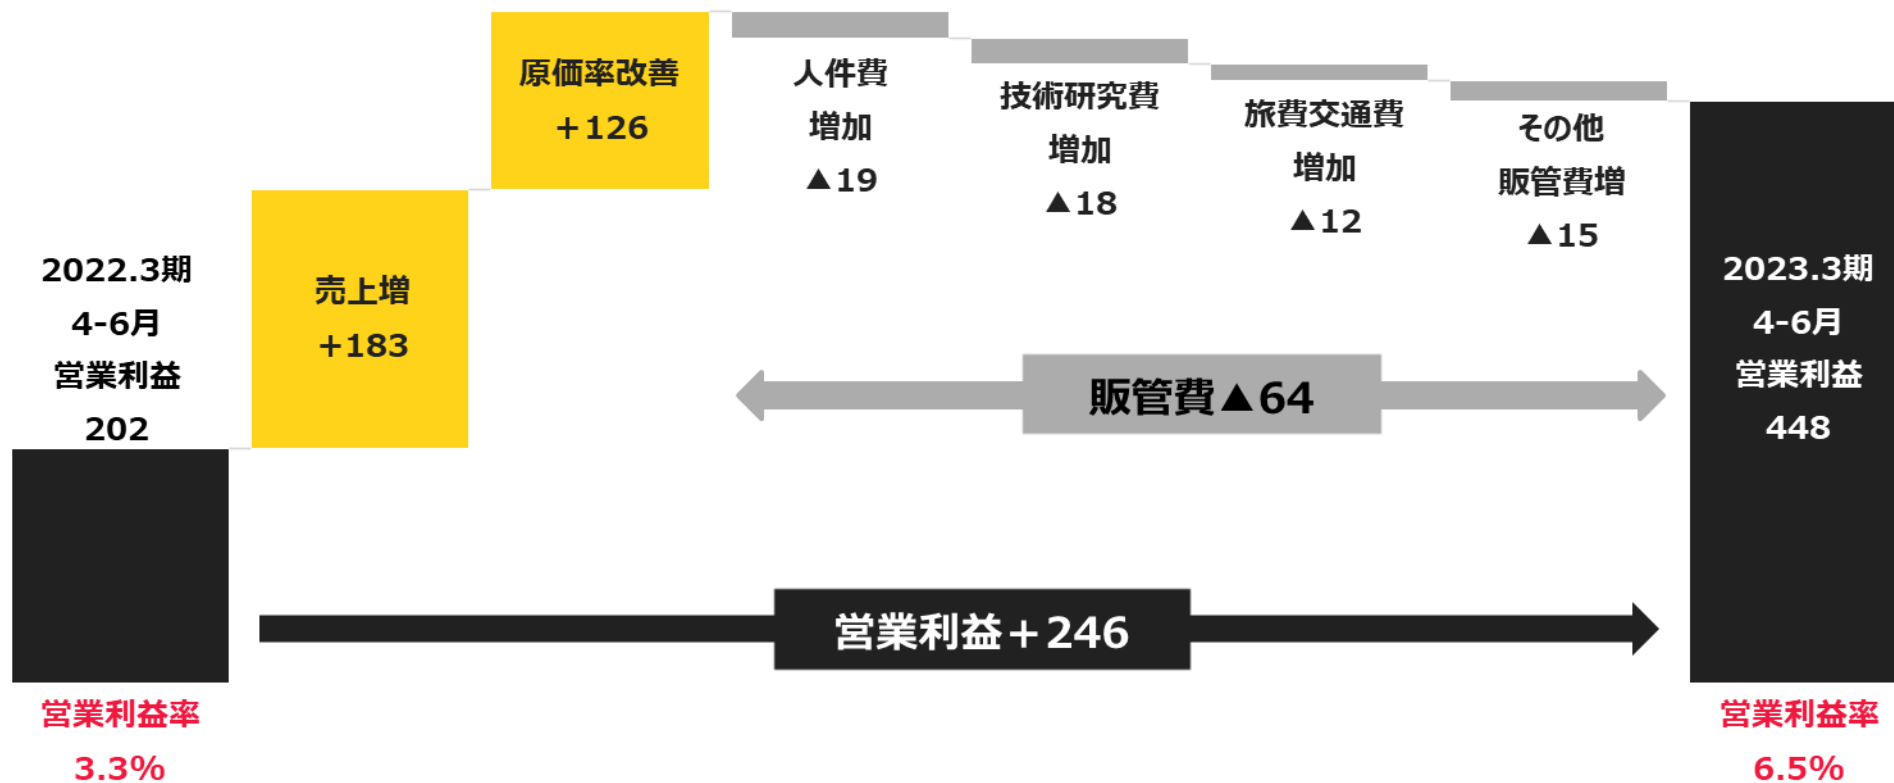 2022.3期
4-6月
営業利益
202
営業利益率
3.3%
売上増
+183
原価率改善
+126
人件費
増加
▲19
技術研究費
増加
▲18
旅費交通費
増加
▲12
その他
販管費増
▲15
販管費▲64
営業利益+246
2023.3期
4-6月
営業利益
448
営業利益率
6.5%